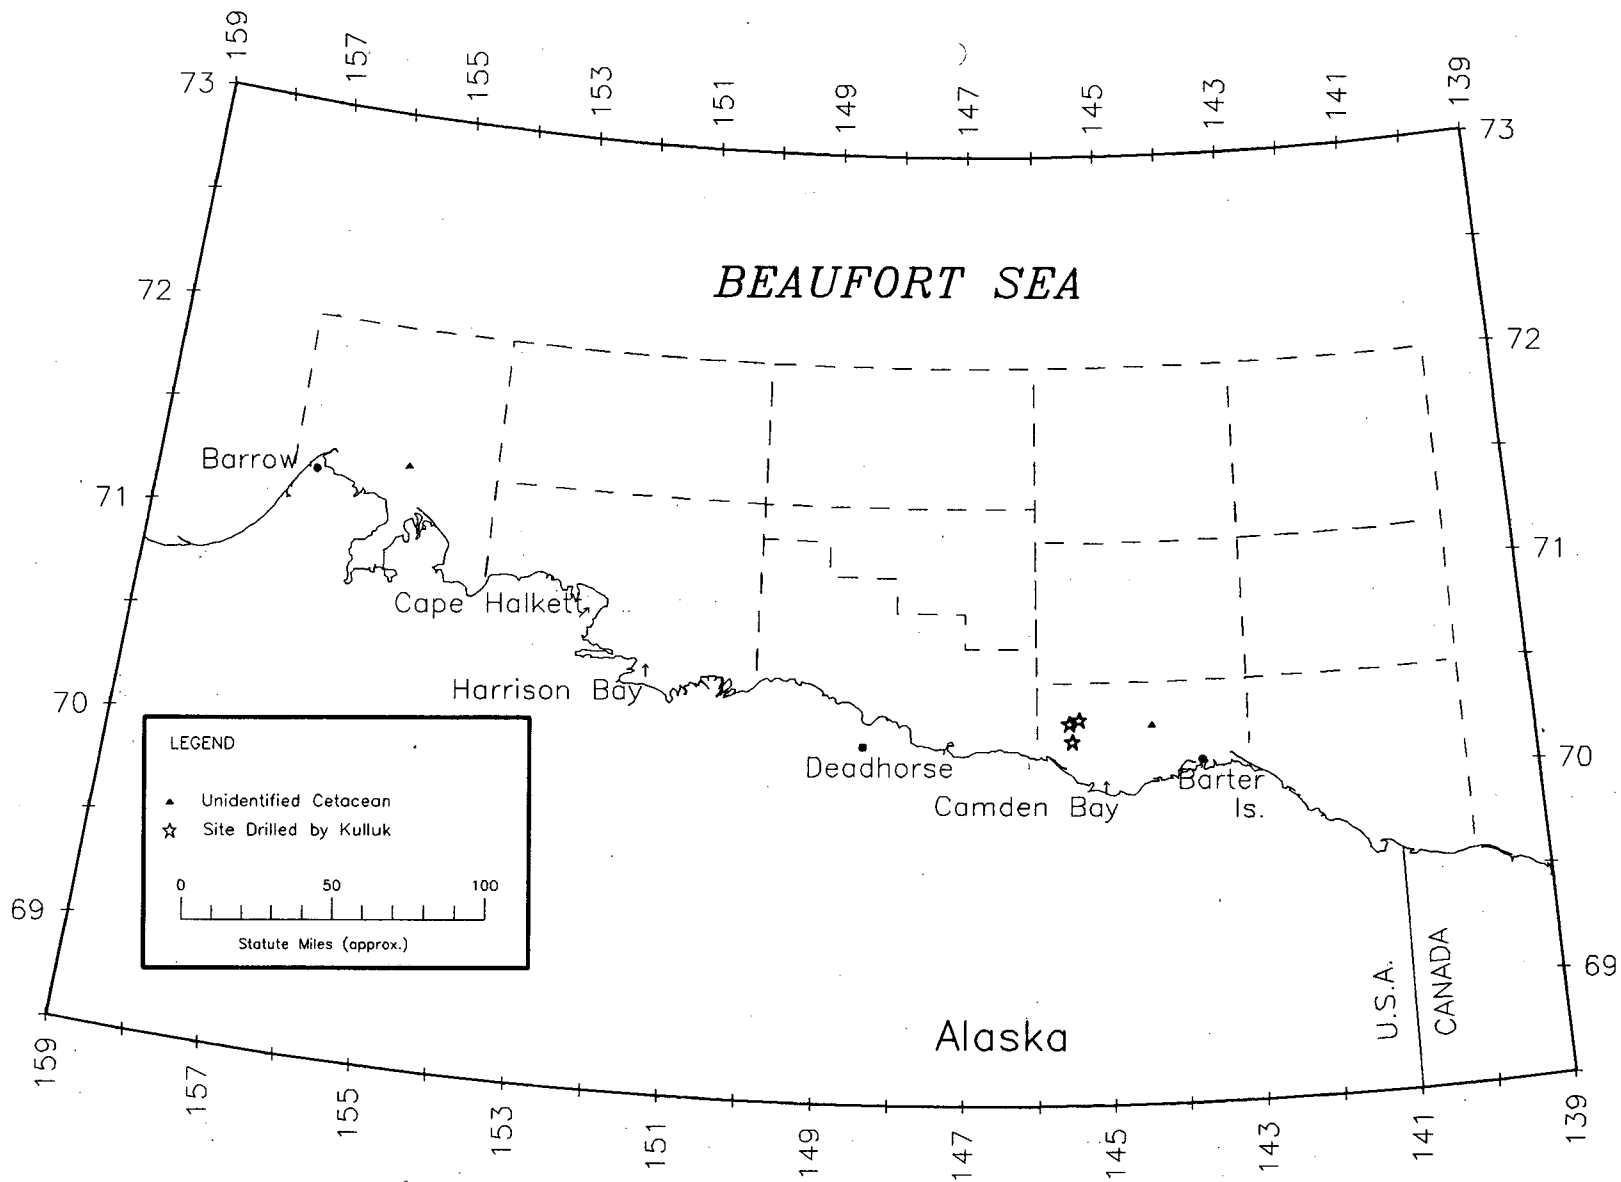 159
157
155
153
151
149
147
145
143
141
139
73
73
BEAUFORT SEA
72
72
Barrow
71
71
Cape Halkett
Harrison Bay
70
70
Deadhorse
Camden Bay
Barter
Is.
LEGEND
Unidentified Cetacean
Site Drilled by Kulluk
0 50 100
Statute Miles (approx.)
69
69
U.S.A.
CANADA
Alaska
159
157
155
153
151
149
147
145
143
141
139